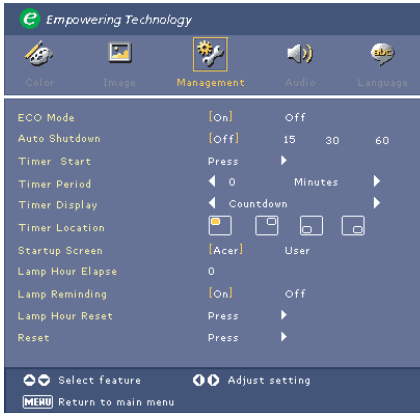 e Empowering Technology
Color Image Management Audio abc Language
ECO Mode [On] Off
Auto Shutdown [Off] 15 30 60
Timer Start Press
Timer Period 0 Minutes
Timer Display Countdown
Timer Location
Startup Screen [Acer] User
Lamp Hour Elapse 0
Lamp Reminding [On] Off
Lamp Hour Reset Press
Reset Press
Select feature Adjust setting
MENU Return to main menu